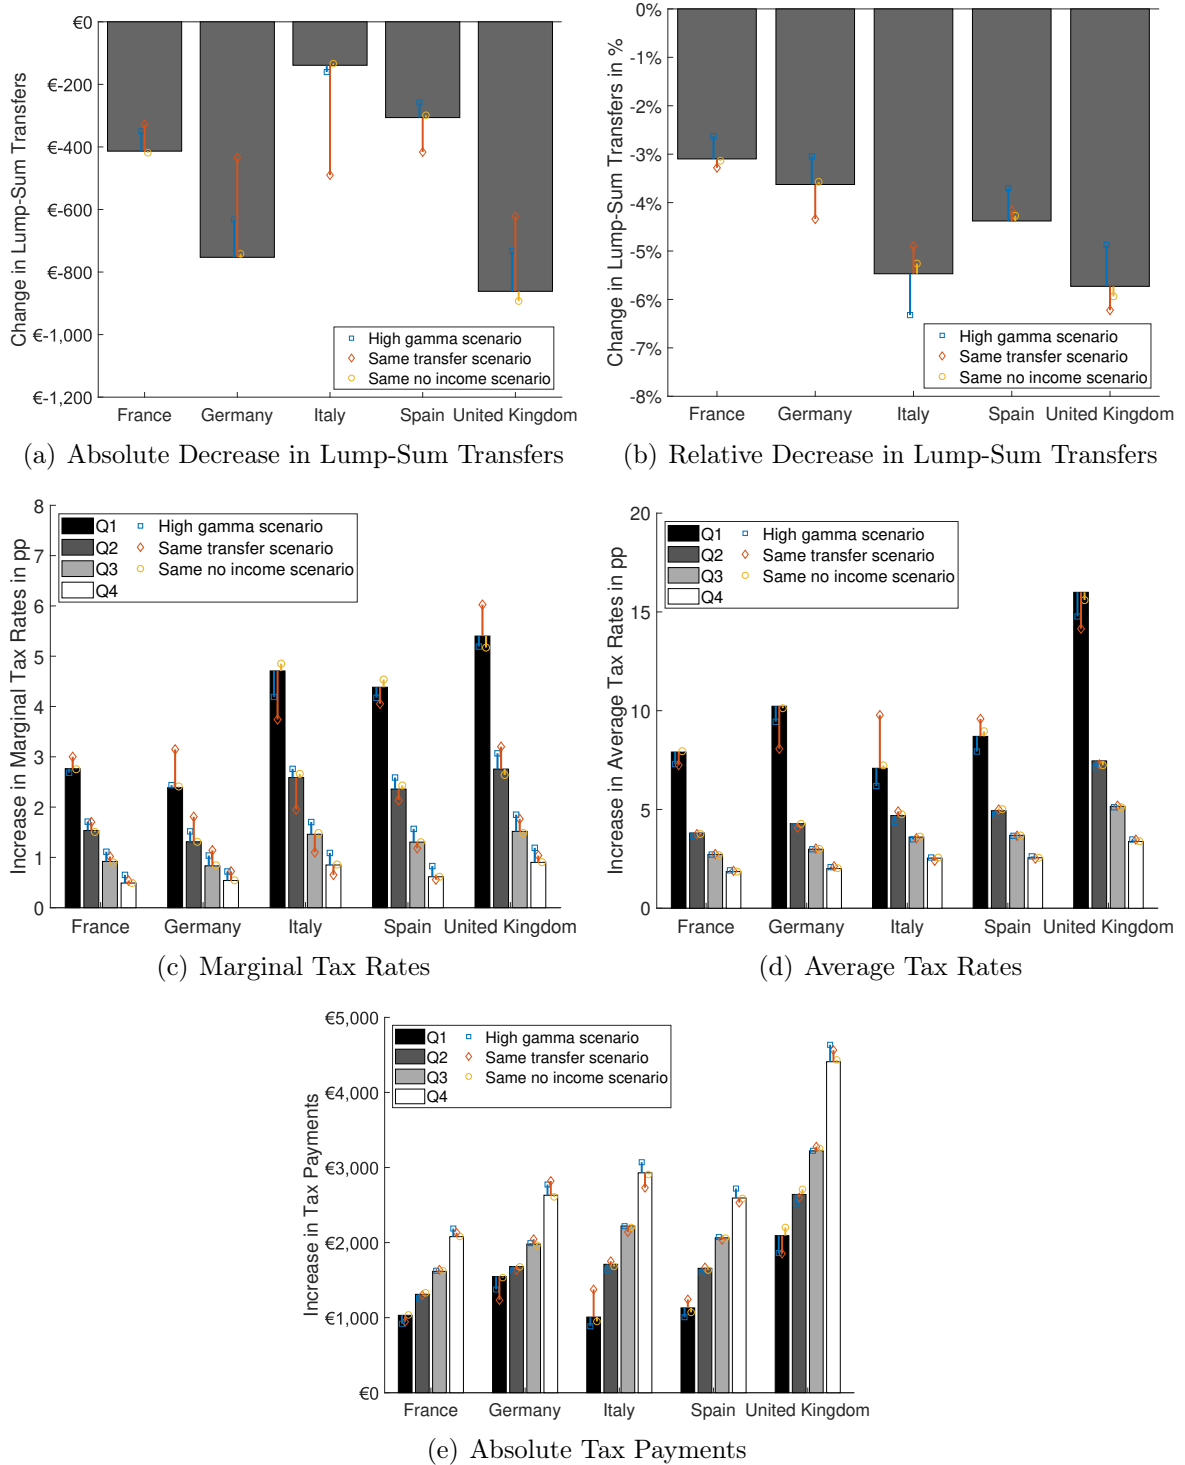 €0
€-200
€-400
€-600
€-800
€-1,000
€-1,200
Change in Lump-Sum Transfers
High gamma scenario
Same transfer scenario
Same no income scenario
France Germany Italy Spain United Kingdom
(a) Absolute Decrease in Lump-Sum Transfers
0%
-1%
-2%
-3%
-4%
-5%
-6%
-7%
-8%
Change in Lump-Sum Transfers in %
High gamma scenario
Same transfer scenario
Same no income scenario
France Germany Italy Spain United Kingdom
(b) Relative Decrease in Lump-Sum Transfers
8
7
6
5
4
3
2
1
0
Increase in Marginal Tax Rates in pp
Q1 High gamma scenario
Q2 Same transfer scenario
Q3 Same no income scenario
Q4
France Germany Italy Spain United Kingdom
(c) Marginal Tax Rates
20
15
10
5
0
Increase in Average Tax Rates in pp
Q1 High gamma scenario
Q2 Same transfer scenario
Q3 Same no income scenario
Q4
France Germany Italy Spain United Kingdom
(d) Average Tax Rates
€5,000
€4,000
€3,000
€2,000
€1,000
€0
Increase in Tax Payments
Q1 High gamma scenario
Q2 Same transfer scenario
Q3 Same no income scenario
Q4
France Germany Italy Spain United Kingdom
(e) Absolute Tax Payments